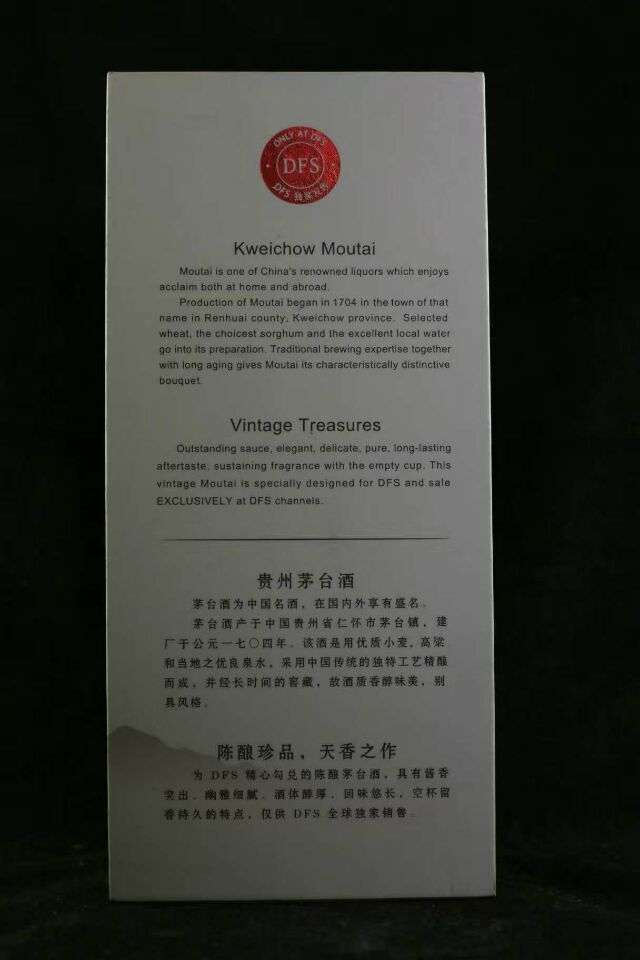 ONLY AT DFS
DFS
DFS 独家发售
Kweichow Moutai
Moutai is one of China's renowned liquors which enjoys
acclaim both at home and abroad.
Production of Moutai began in 1704 in the town of that
name in Renhuai county, Kweichow province. Selected
wheat, the choicest sorghum and the excellent local water
go into its preparation. Traditional brewing expertise together
with long aging gives Moutai its characteristically distinctive
bouquet.
Vintage Treasures
Outstanding sauce, elegant, delicate, pure, long-lasting
aftertaste, sustaining fragrance with the empty cup. This
vintage Moutai is specially designed for DFS and sale
EXCLUSIVELY at DFS channels.
贵州茅台酒
茅台酒为中国名酒，在国内外享有盛名。
茅台酒产于中国贵州省仁怀市茅台镇，建
厂于公元一七〇四年。该酒是用优质小麦，高粱
和当地之优良泉水，采用中国传统的独特工艺精酿
而成，并经长时间的窖藏，故酒质香醇味美，别
具风格。
陈酿珍品，天香之作
为 DFS 精心勾兑的陈酿茅台酒，具有酱香
突出、幽雅细腻、酒体醇厚、回味悠长，空杯留
香持久的特点，仅供 DFS 全球独家销售。